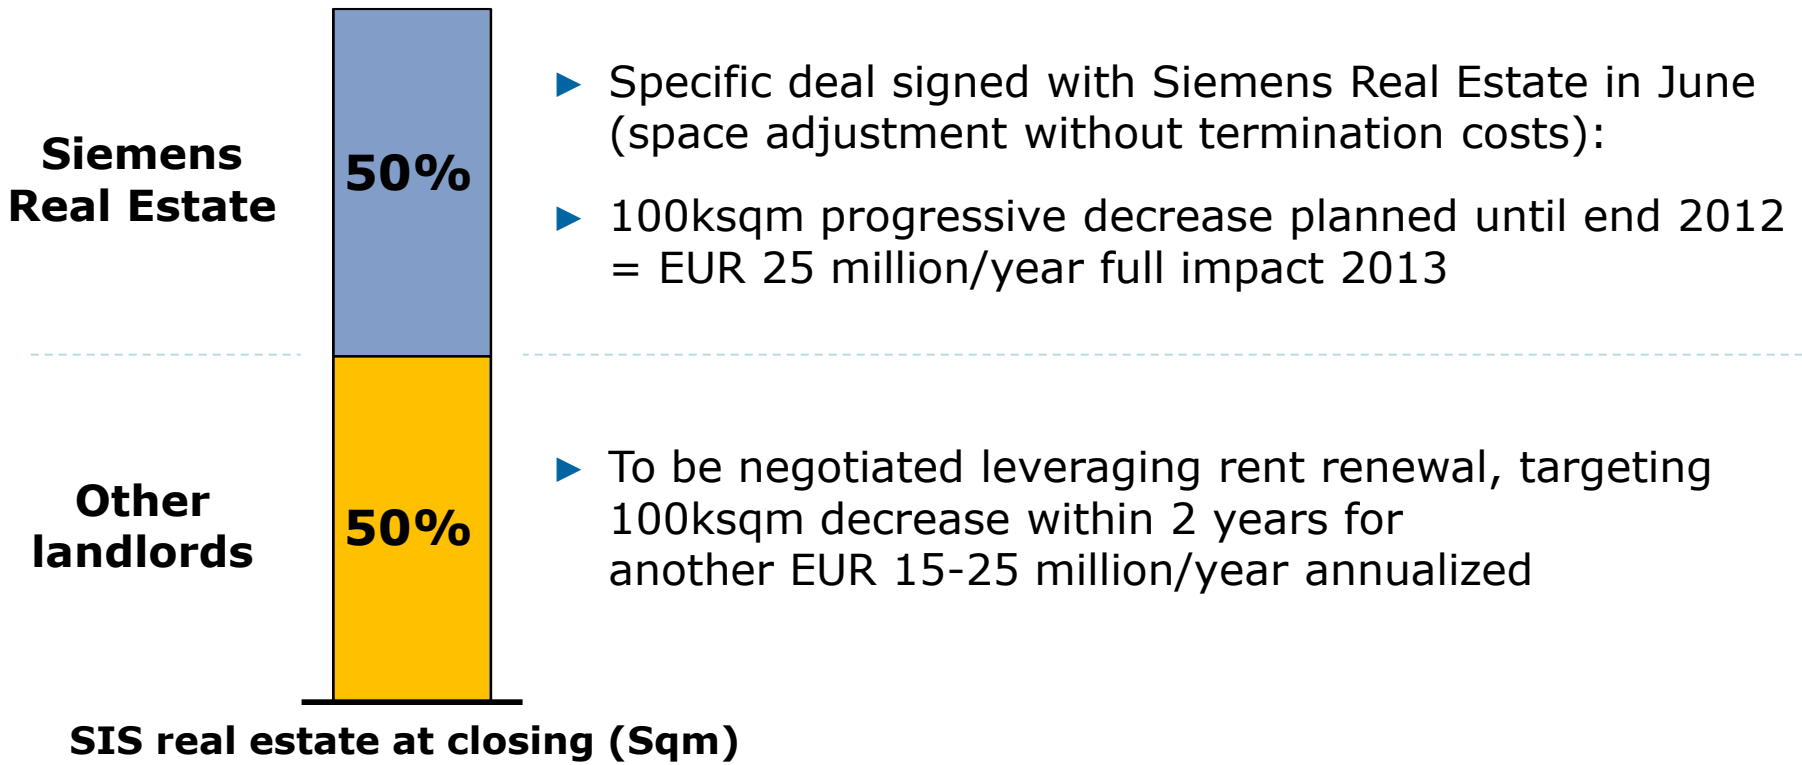 Siemens
Real Estate
50%
► Specific deal signed with Siemens Real Estate in June
(space adjustment without termination costs):
► 100ksqm progressive decrease planned until end 2012
= EUR 25 million/year full impact 2013
Other
landlords
50%
► To be negotiated leveraging rent renewal, targeting
100ksqm decrease within 2 years for
another EUR 15-25 million/year annualized
SIS real estate at closing (Sqm)